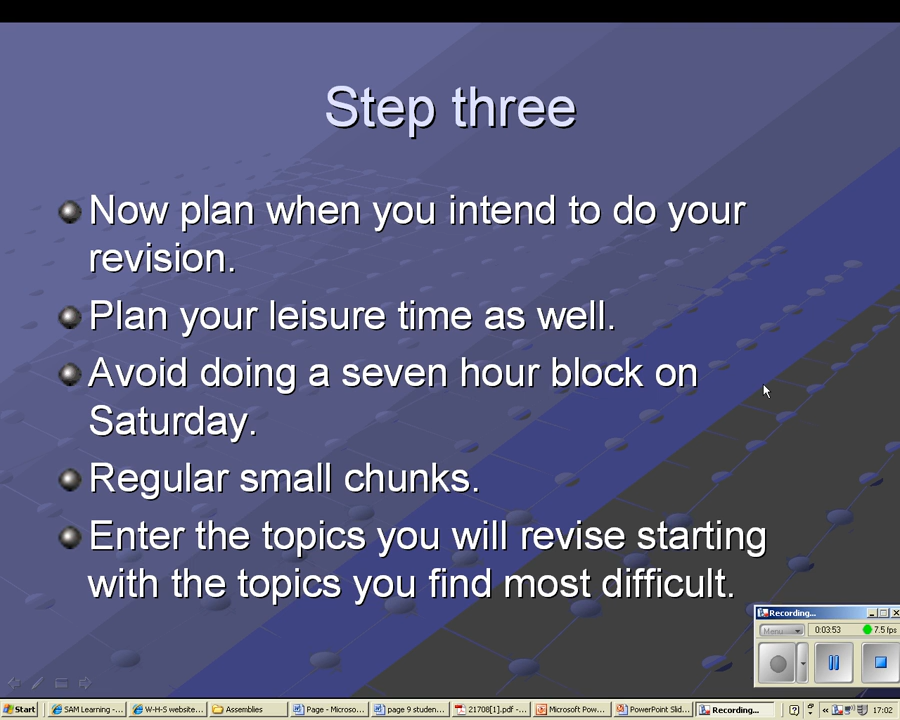 Step three
Now plan when you intend to do your
revision.
Plan your leisure time as well.
Avoid doing a seven hour block on
Saturday.
Regular small chunks.
Enter the topics you will revise starting
with the topics you find most difficult.
Recording...
Menu
0:03:53
7.5 fps
Start
SAM Learning -...
W-H-S website...
Assemblies
Page - Microso...
page 9 studen...
21708[1].pdf -...
Microsoft Pow...
PowerPoint Slid...
Recording...
17:02